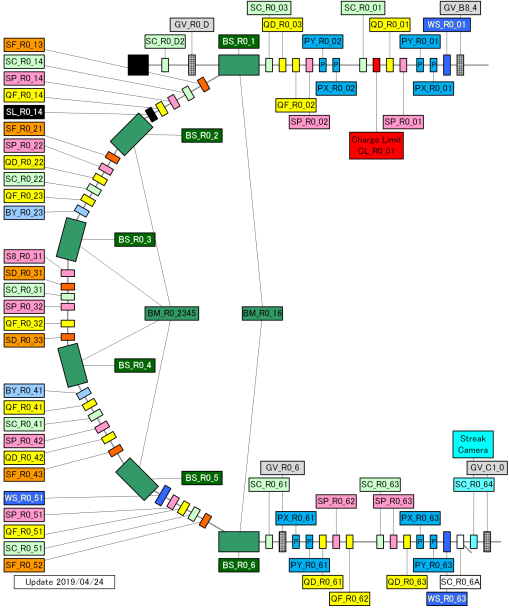 SC_R0_03
SC_R0_01
GV_B8_4
GV_R0_D
QD_R0_03
QD_R0_01
WS_R0_01
SF_R0_13
SC_R0_D2
BS_R0_1
PY_R0_02
PY_R0_01
SC_R0_14
SP_R0_14
P
P
P
P
QF_R0_14
PX_R0_02
PX_R0_01
QF_R0_02
SL_R0_14
SP_R0_02
SP_R0_01
SF_R0_21
BS_R0_2
Charge Limit
CL_R0_01
SP_R0_22
QD_R0_22
SC_R0_22
QF_R0_23
BY_R0_23
BS_R0_3
S8_R0_31
SD_R0_31
SC_R0_31
SP_R0_32
BM_R0_2345
BM_R0_16
QF_R0_32
SD_R0_33
BS_R0_4
BY_R0_41
QF_R0_41
SC_R0_41
SP_R0_42
Streak
Camera
QD_R0_42
SF_R0_43
GV_R0_6
GV_C1_0
BS_R0_5
SC_R0_61
SC_R0_63
SC_R0_64
WS_R0_51
SP_R0_62
SP_R0_63
SP_R0_51
PX_R0_61
PX_R0_63
QF_R0_51
P
P
P
P
SC_R0_51
SF_R0_52
BS_R0_6
PY_R0_61
PY_R0_63
Update 2019/04/24
QD_R0_61
QD_R0_63
SC_R0_6A
QF_R0_62
WS_R0_63